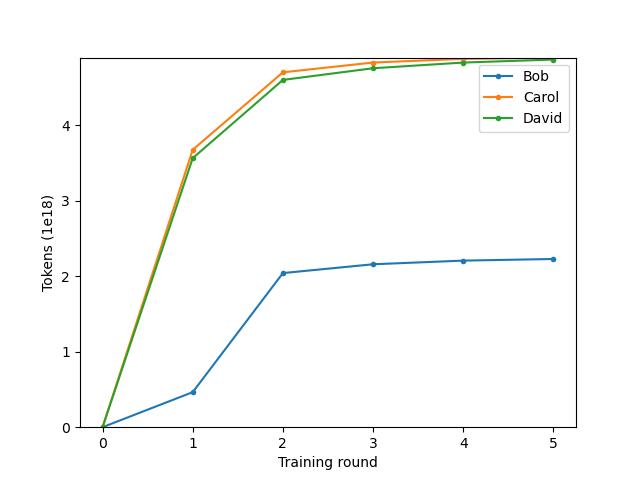 Bob
Carol
David
4
3
2
1
0
Tokens (1e18)
0 1 2 3 4 5
Training round